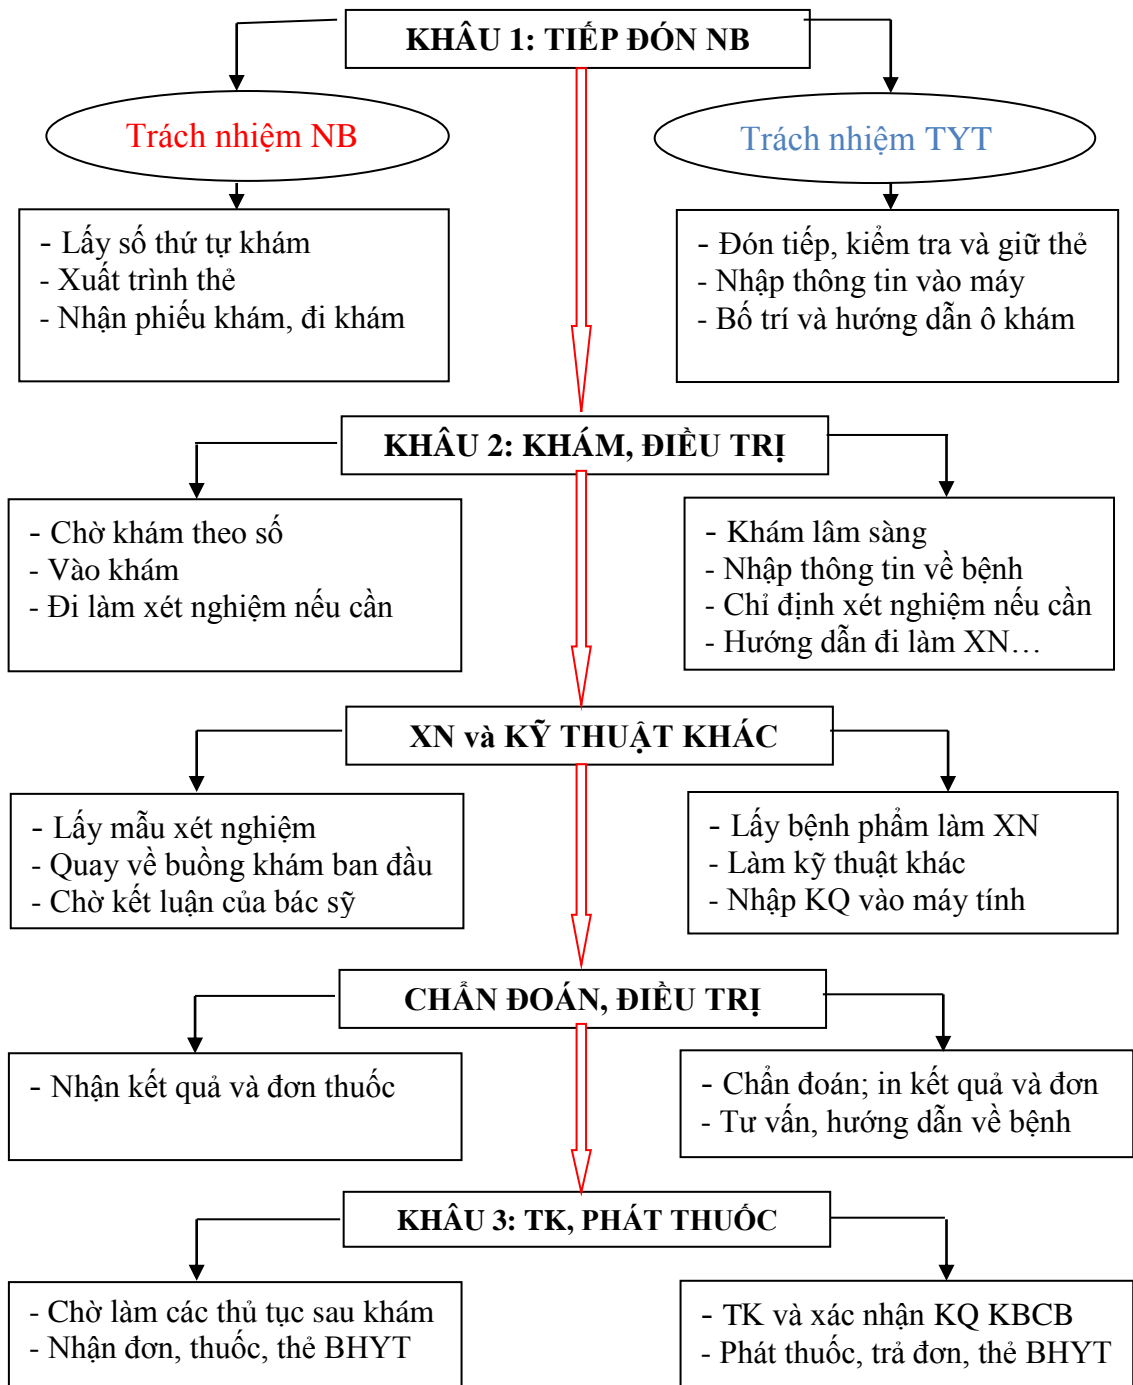 KHÂU 1: TIẾP ĐÓN NB
Trách nhiệm NB
Trách nhiệm TYT
- Lấy số thứ tự khám
- Xuất trình thẻ
- Nhận phiếu khám, đi khám
- Đón tiếp, kiểm tra và giữ thẻ
- Nhập thông tin vào máy
- Bố trí và hướng dẫn ô khám
KHÂU 2: KHÁM, ĐIỀU TRỊ
- Chờ khám theo số
- Vào khám
- Đi làm xét nghiệm nếu cần
- Khám lâm sàng
- Nhập thông tin về bệnh
- Chỉ định xét nghiệm nếu cần
- Hướng dẫn đi làm XN…
XN và KỸ THUẬT KHÁC
- Lấy mẫu xét nghiệm
- Quay về buồng khám ban đầu
- Chờ kết luận của bác sỹ
- Lấy bệnh phẩm làm XN
- Làm kỹ thuật khác
- Nhập KQ vào máy tính
CHẨN ĐOÁN, ĐIỀU TRỊ
- Nhận kết quả và đơn thuốc
- Chẩn đoán; in kết quả và đơn
- Tư vấn, hướng dẫn về bệnh
KHÂU 3: TK, PHÁT THUỐC
- Chờ làm các thủ tục sau khám
- Nhận đơn, thuốc, thẻ BHYT
- TK và xác nhận KQ KBCB
- Phát thuốc, trả đơn, thẻ BHYT